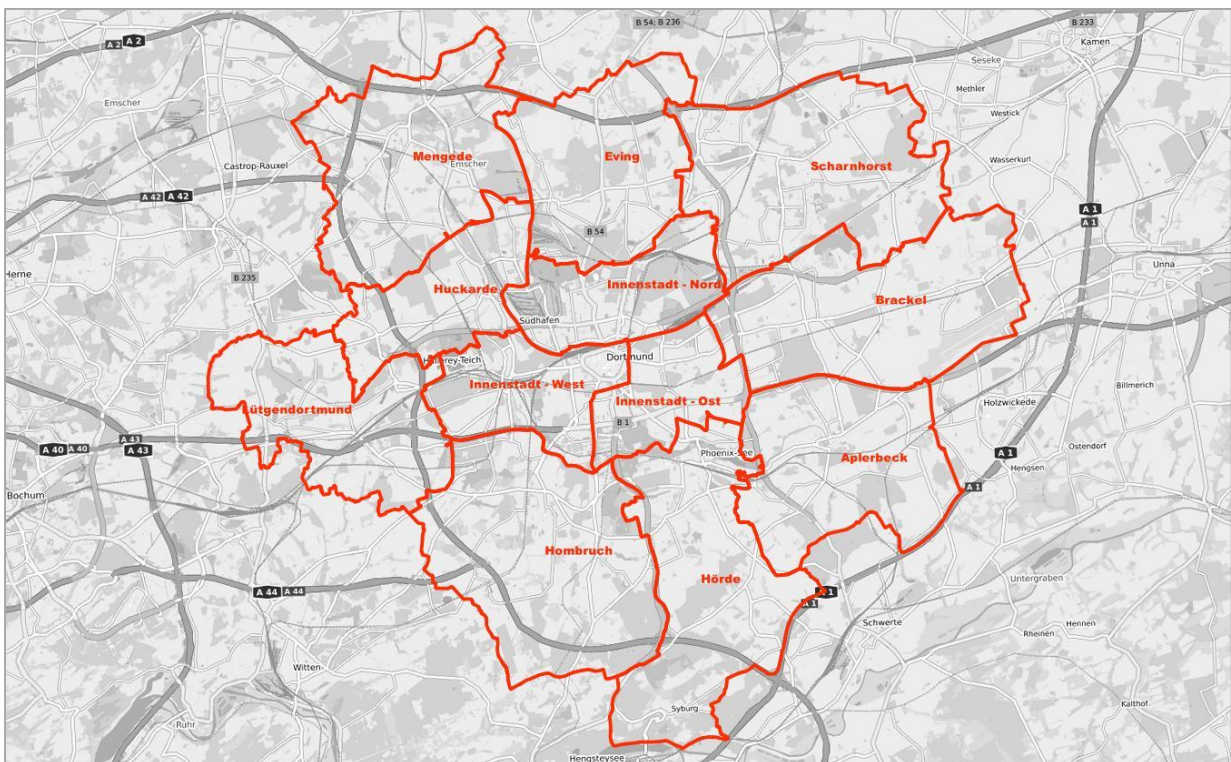 B 54; B 236
B 233
A 2 A 2
Kamen
Seseke
Methler
Emscher
Westick
Mengede
Emscher
Eving
Scharnhorst
Wasserkurl
Castrop-Rauxel
A 42 A 42
A 1
A 1
B 54
Herne
B 235
Unna
Huckarde
Innenstadt - Nord
Brackel
Südhafen
Dortmund
Innenstadt - West
Billmerich
Innenstadt - Ost
Lütgendortmund
Holzwickede
B 1
A 43
A 43
A 40 A 40
Ostendorf
Phoenix-See
Aplerbeck
A 1
Hengsen
Bochum
A 1
Hombruch
Hörde
Untergraben
A 44 A 44
A 1
A 1
Schwerte
Hennen
Rheinen
Witten
Kalthof
Syburg
Ruhr
Hengsteysee